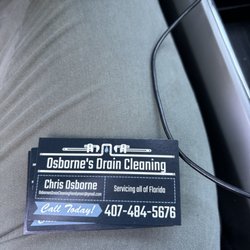 Osborne's Drain Cleaning
Chris Osborne
Servicing all of Florida
Call Today!
407-484-5676